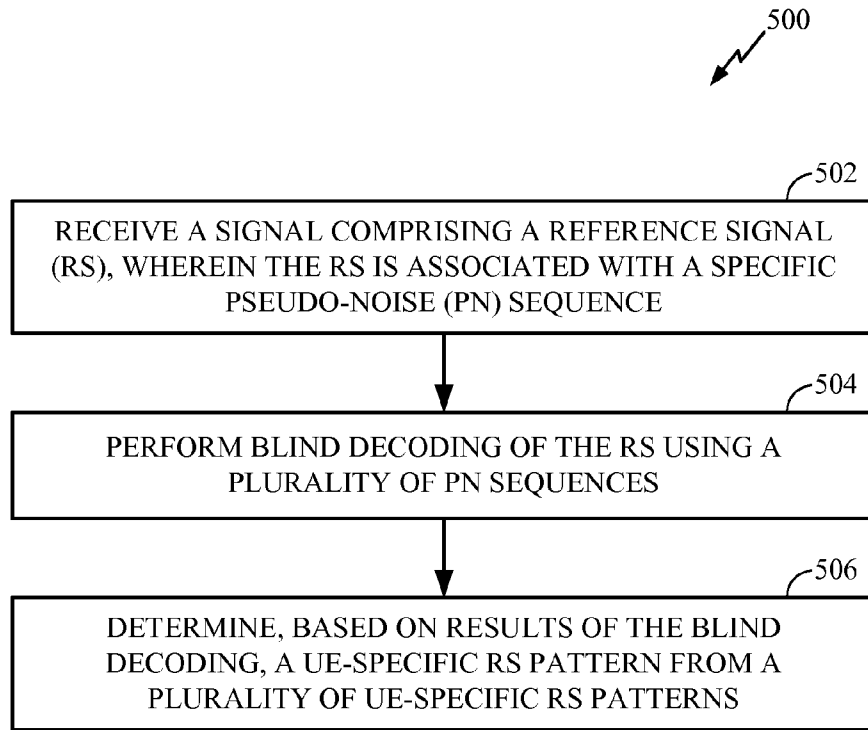 500
502
RECEIVE A SIGNAL COMPRISING A REFERENCE SIGNAL
(RS), WHEREIN THE RS IS ASSOCIATED WITH A SPECIFIC
PSEUDO-NOISE (PN) SEQUENCE
504
PERFORM BLIND DECODING OF THE RS USING A
PLURALITY OF PN SEQUENCES
506
DETERMINE, BASED ON RESULTS OF THE BLIND
DECODING, A UE-SPECIFIC RS PATTERN FROM A
PLURALITY OF UE-SPECIFIC RS PATTERNS